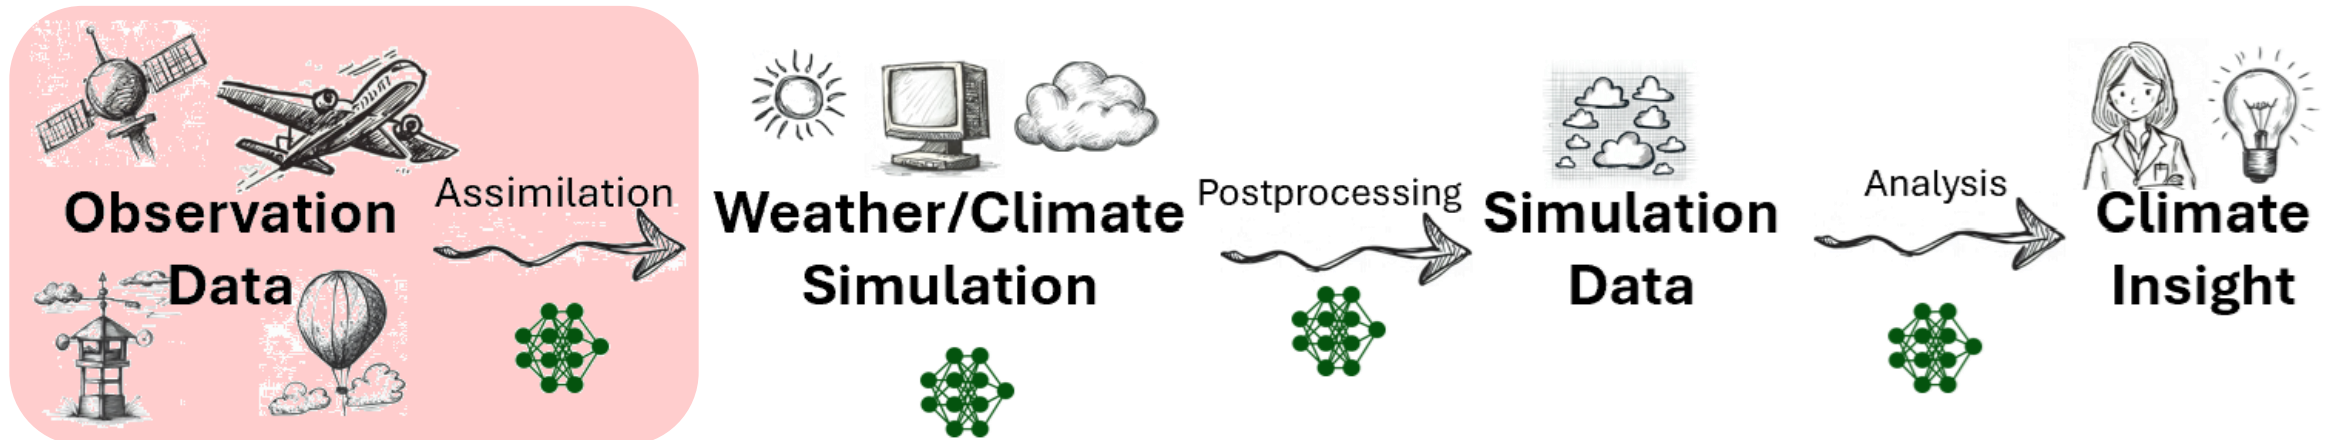 Observation
Data
Assimilation
Weather/Climate
Simulation
Postprocessing
Simulation
Data
Analysis
Climate
Insight